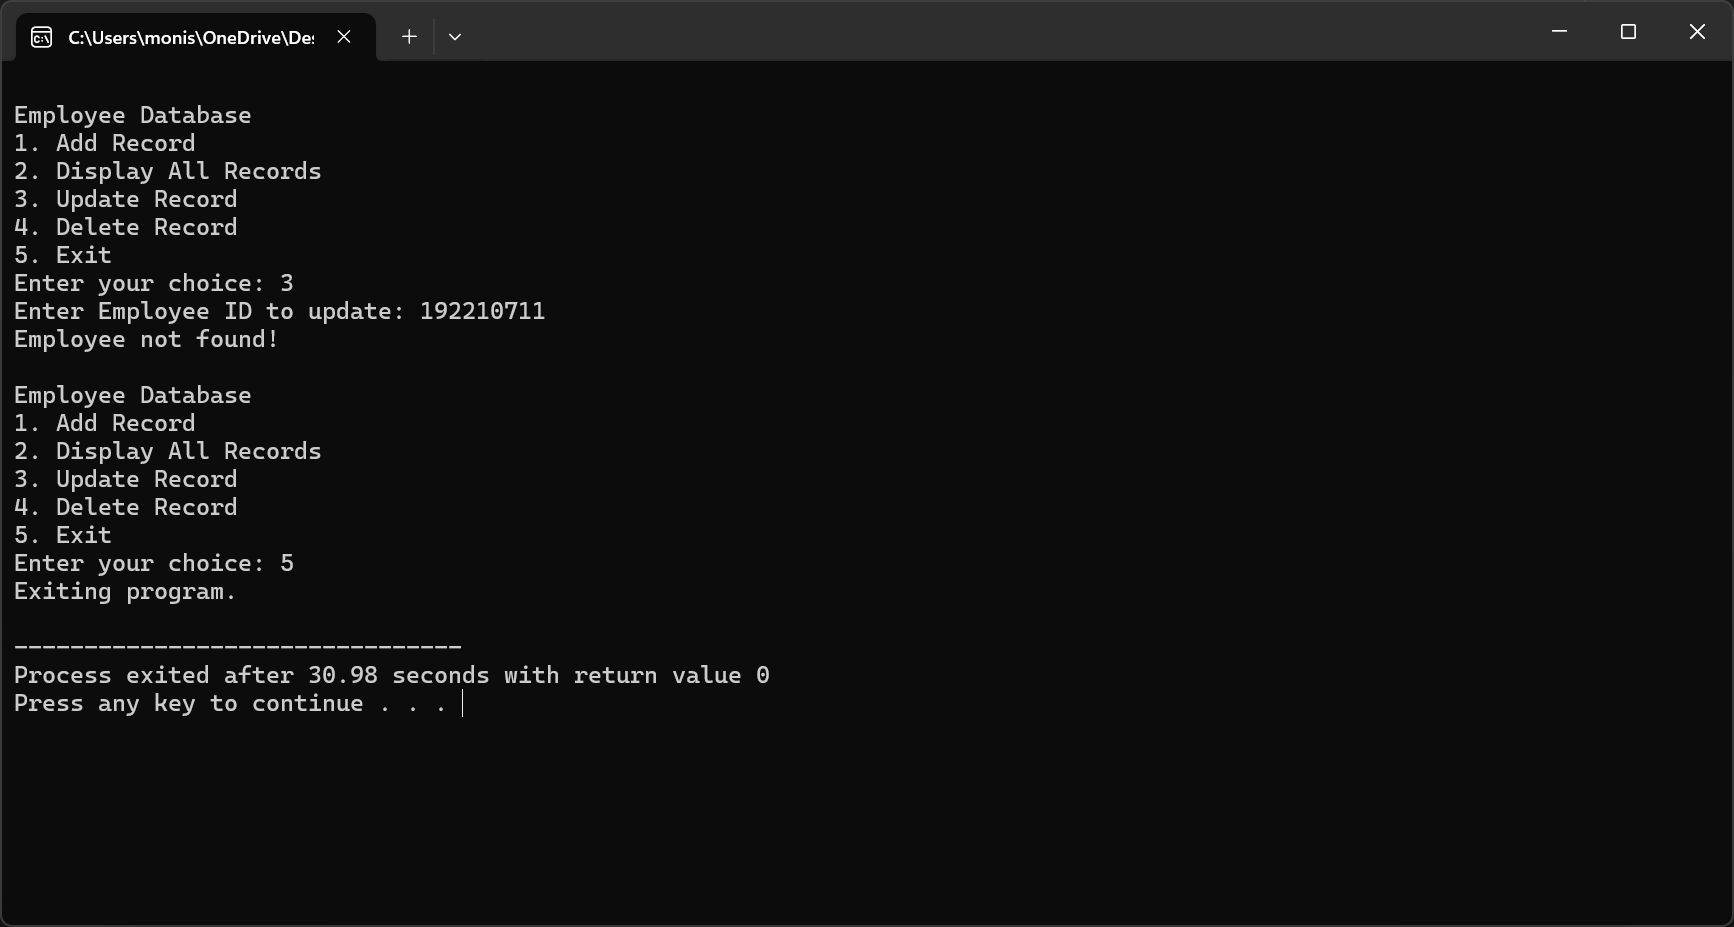 C:\Users\monis\OneDrive\Des
Employee Database
1. Add Record
2. Display All Records
3. Update Record
4. Delete Record
5. Exit
Enter your choice: 3
Enter Employee ID to update: 192210711
Employee not found!
Employee Database
1. Add Record
2. Display All Records
3. Update Record
4. Delete Record
5. Exit
Enter your choice: 5
Exiting program.
--------------------------------
Process exited after 30.98 seconds with return value 0
Press any key to continue . . .